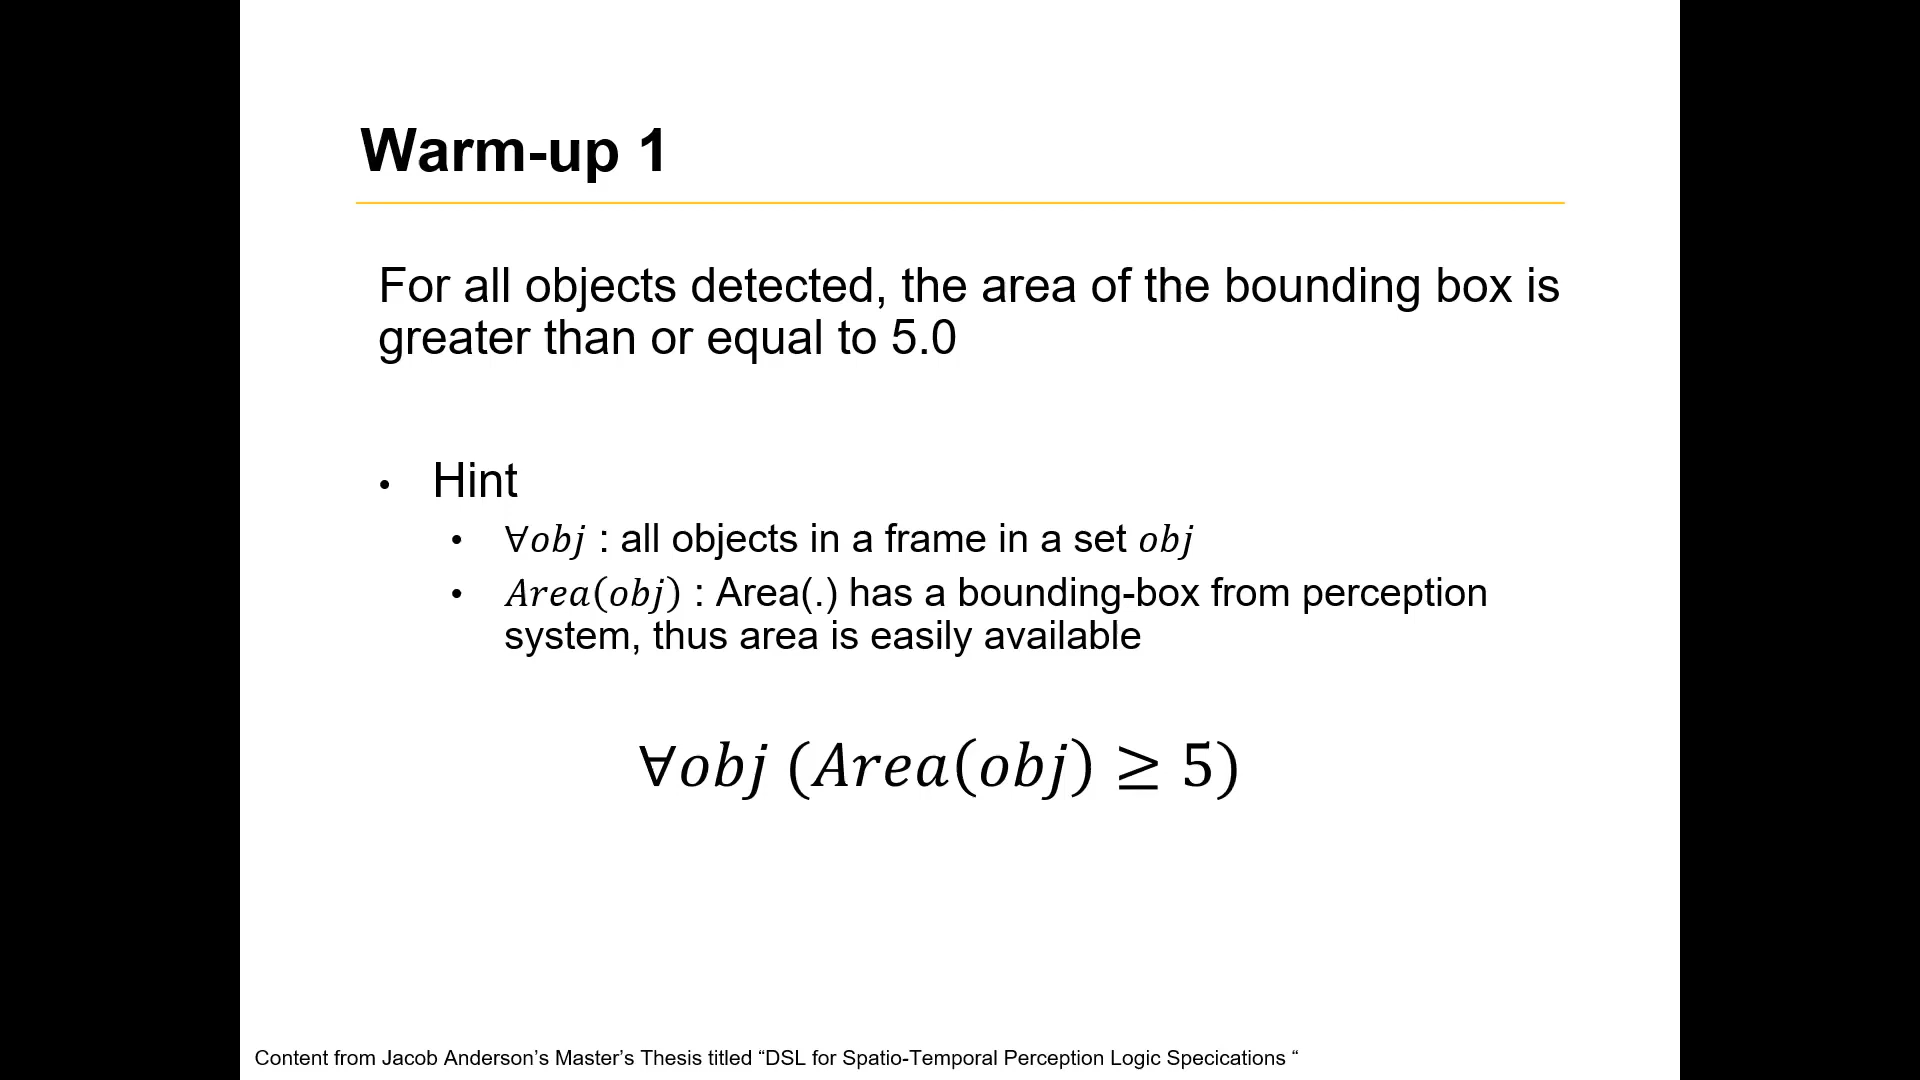 Warm-up 1
For all objects detected, the area of the bounding box is
greater than or equal to 5.0
• Hint
• ∀obj : all objects in a frame in a set obj
• Area(obj) : Area(.) has a bounding-box from perception
system, thus area is easily available
∀obj (Area(obj) ≥ 5)
Content from Jacob Anderson’s Master’s Thesis titled “DSL for Spatio-Temporal Perception Logic Specications “